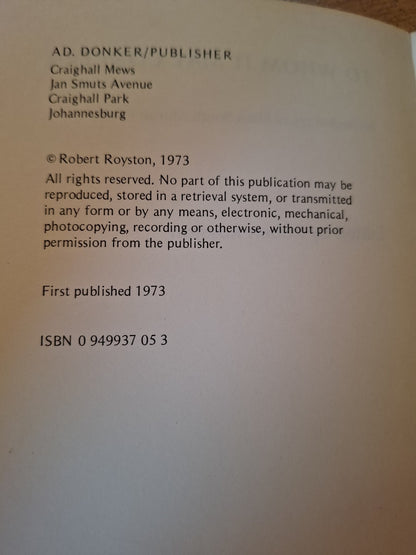 AD. DONKER/PUBLISHER
Craighall Mews
Jan Smuts Avenue
Craighall Park
Johannesburg
© Robert Royston, 1973
All rights reserved. No part of this publication may be
reproduced, stored in a retrieval system, or transmitted
in any form or by any means, electronic, mechanical,
photocopying, recording or otherwise, without prior
permission from the publisher.
First published 1973
ISBN 0 949937 05 3